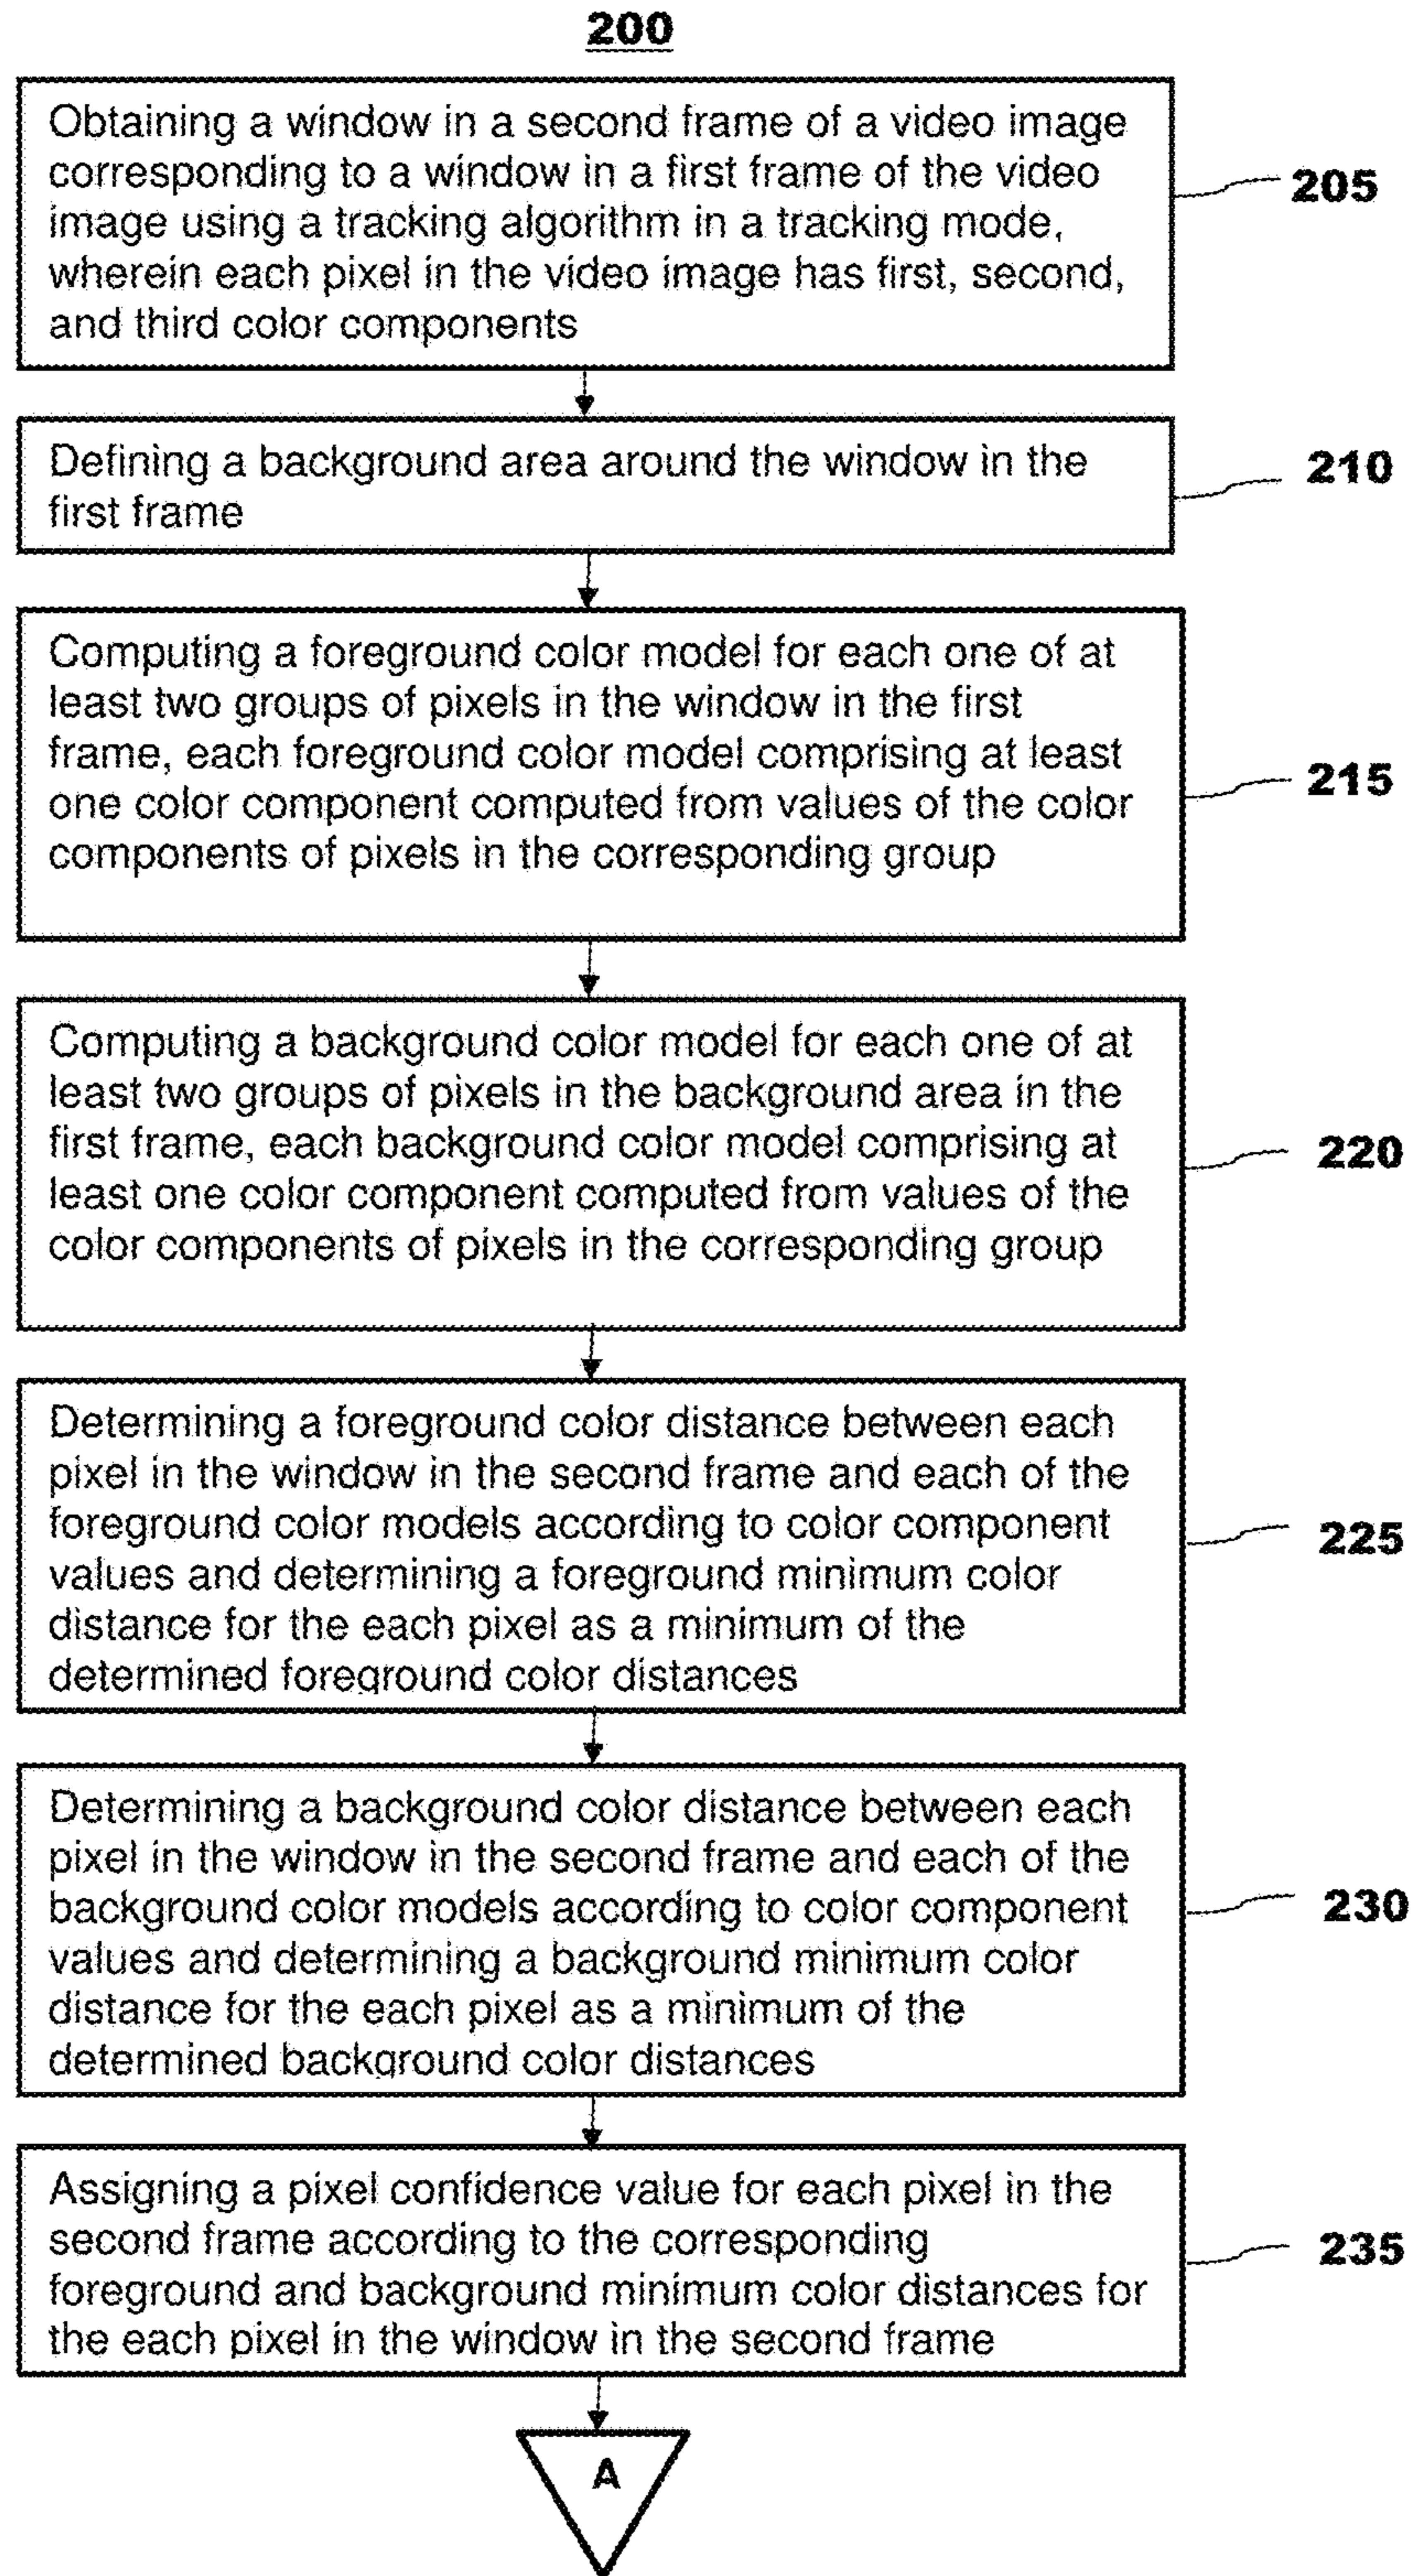 200
Obtaining a window in a second frame of a video image
corresponding to a window in a first frame of the video
image using a tracking algorithm in a tracking mode,
wherein each pixel in the video image has first, second,
and third color components
205
Defining a background area around the window in the
first frame
210
Computing a foreground color model for each one of at
least two groups of pixels in the window in the first
frame, each foreground color model comprising at least
one color component computed from values of the color
components of pixels in the corresponding group
215
Computing a background color model for each one of at
least two groups of pixels in the background area in the
first frame, each background color model comprising at
least one color component computed from values of the
color components of pixels in the corresponding group
220
Determining a foreground color distance between each
pixel in the window in the second frame and each of the
foreground color models according to color component
values and determining a foreground minimum color
distance for the each pixel as a minimum of the
determined foreground color distances
225
Determining a background color distance between each
pixel in the window in the second frame and each of the
background color models according to color component
values and determining a background minimum color
distance for the each pixel as a minimum of the
determined background color distances
230
Assigning a pixel confidence value for each pixel in the
second frame according to the corresponding
foreground and background minimum color distances for
the each pixel in the window in the second frame
235
A